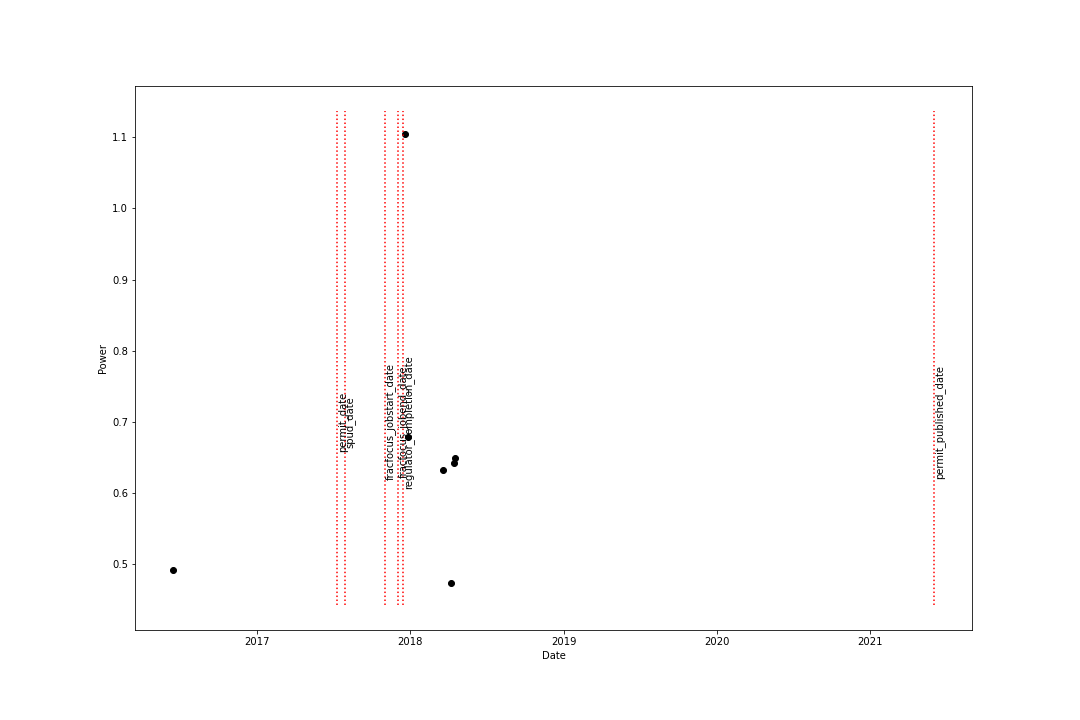 1.1
1.0
0.9
0.8
0.7
0.6
0.5
Power
permit_date
spud_date
fracfocus_jobstart_date
fracfocus_jobend_date
regulator_completion_date
permit_published_date
2017
2018
2019
2020
2021
Date